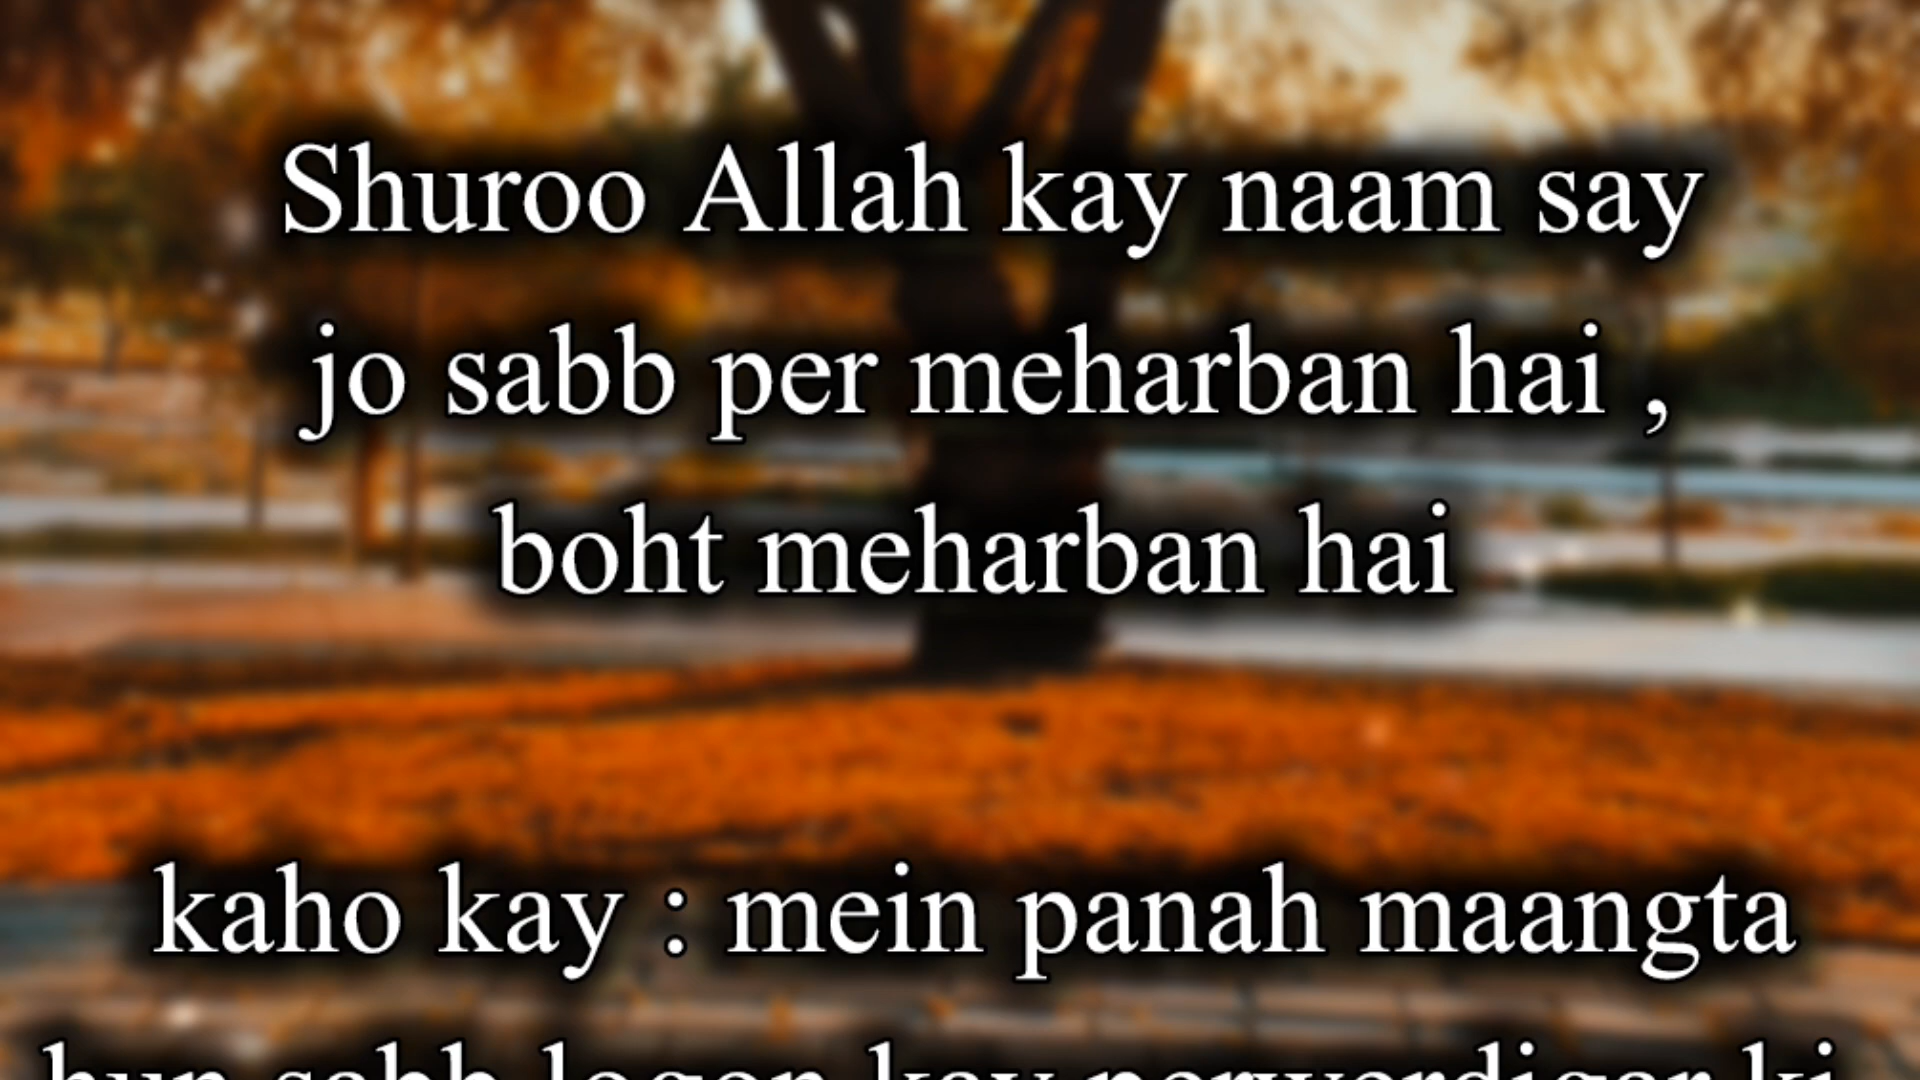 Shuroo Allah kay naam say
jo sabb per meharban hai ,
boht meharban hai
kaho kay : mein panah maangta
hun sabb logon kay perwerdigar ki